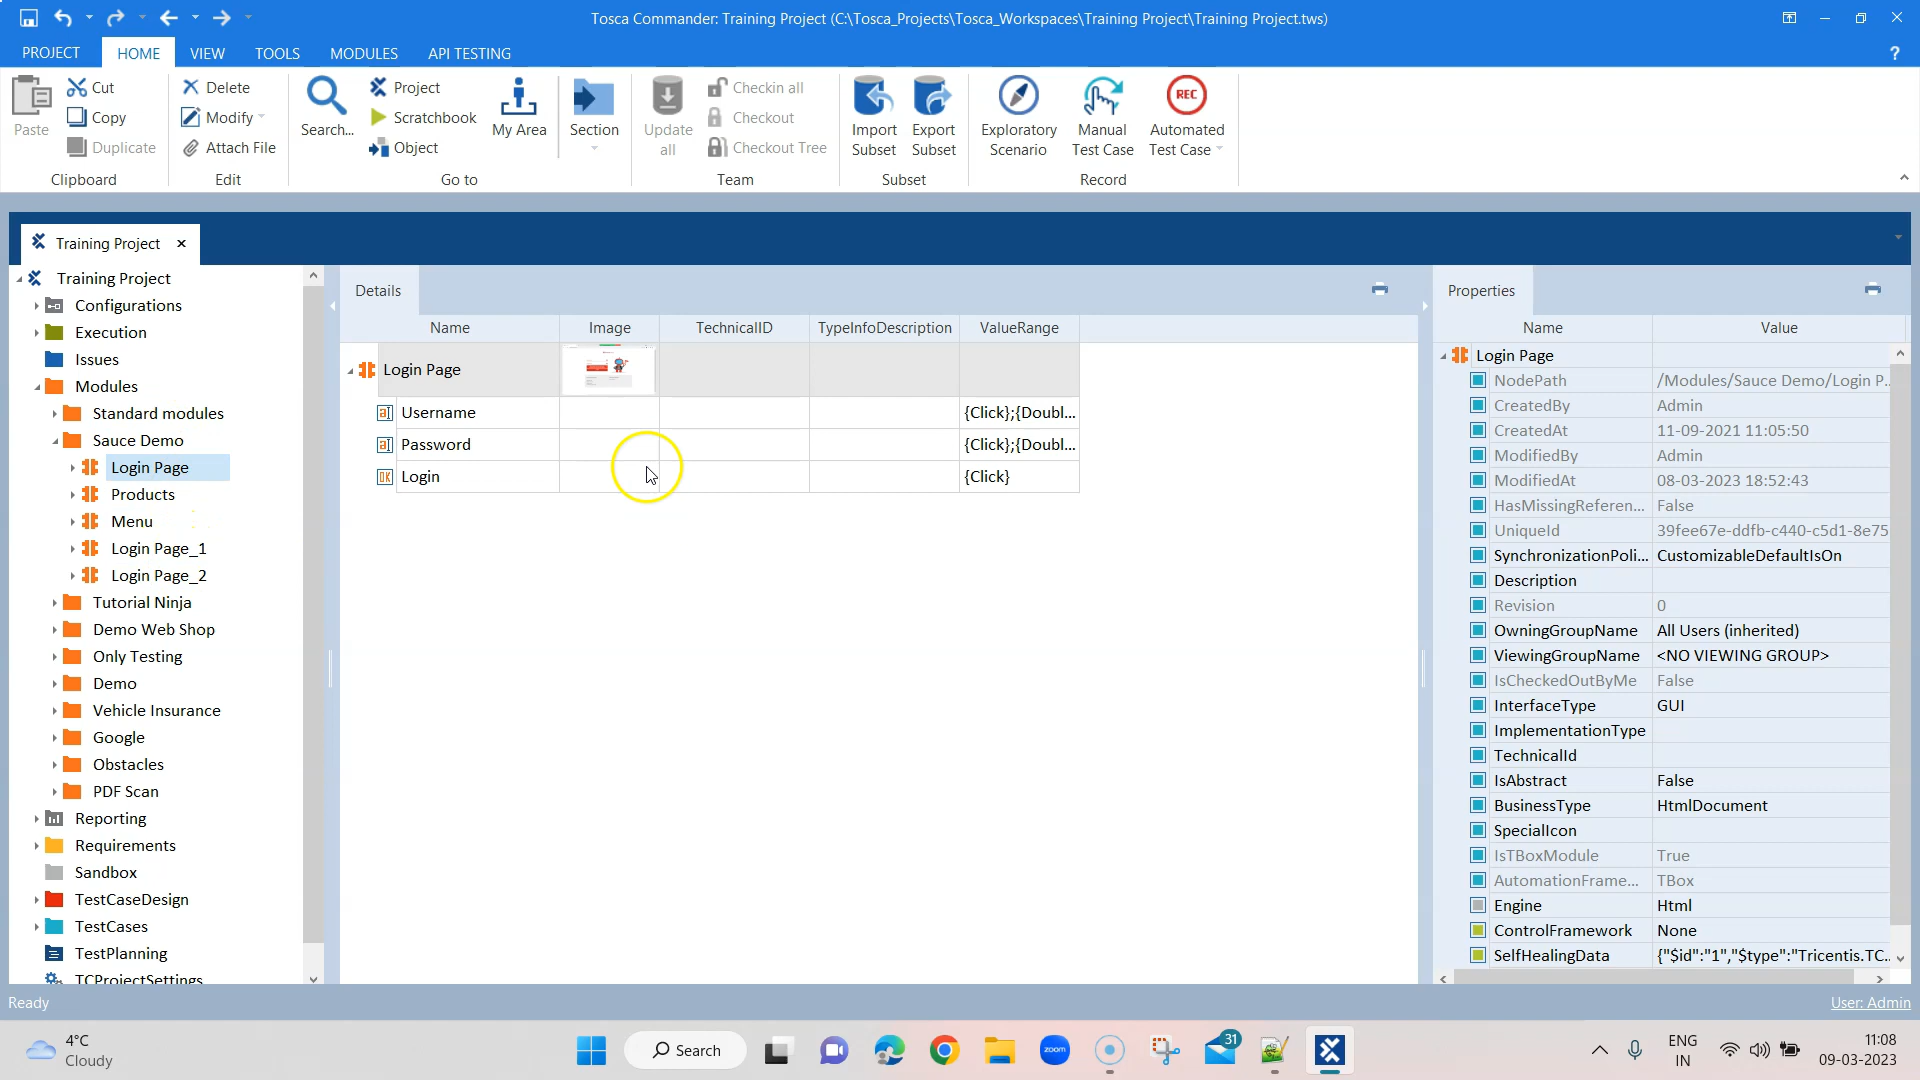 Tosca Commander: Training Project (C:\Tosca_Projects\Tosca_Workspaces\Training Project\Training Project.tws)
PROJECT HOME VIEW TOOLS MODULES API TESTING ?
Paste
Cut
Copy
Duplicate
Clipboard
Delete
Modify
Attach File
Edit
Search...
Project
Scratchbook
Object
My Area
Go to
Section
Update all
Checkin all
Checkout
Checkout Tree
Team
Import Subset
Export Subset
Subset
Exploratory Scenario
Manual Test Case
REC
Automated Test Case
Record
Training Project
Training Project
Configurations
Execution
Issues
Modules
Standard modules
Sauce Demo
Login Page
Products
Menu
Login Page_1
Login Page_2
Tutorial Ninja
Demo Web Shop
Only Testing
Demo
Vehicle Insurance
Google
Obstacles
PDF Scan
Reporting
Requirements
Sandbox
TestCaseDesign
TestCases
TestPlanning
TCProjectSettings
Details
Name Image TechnicalID TypeInfoDescription ValueRange
Login Page
Username {Click};{Doubl...
Password {Click};{Doubl...
Login {Click}
Properties
Name Value
Login Page
NodePath /Modules/Sauce Demo/Login P...
CreatedBy Admin
CreatedAt 11-09-2021 11:05:50
ModifiedBy Admin
ModifiedAt 08-03-2023 18:52:43
HasMissingReferen... False
UniqueId 39fee67e-ddfb-c440-c5d1-8e75
SynchronizationPoli... CustomizableDefaultIsOn
Description
Revision 0
OwningGroupName All Users (inherited)
ViewingGroupName <NO VIEWING GROUP>
IsCheckedOutByMe False
InterfaceType GUI
ImplementationType
TechnicalId
IsAbstract False
BusinessType HtmlDocument
SpecialIcon
IsTBoxModule True
AutomationFrame... TBox
Engine Html
ControlFramework None
SelfHealingData {"$id":"1","$type":"Tricentis.TC...
Ready
User: Admin
4°C
Cloudy
Search
zoom
31
ENG
IN
11:08
09-03-2023